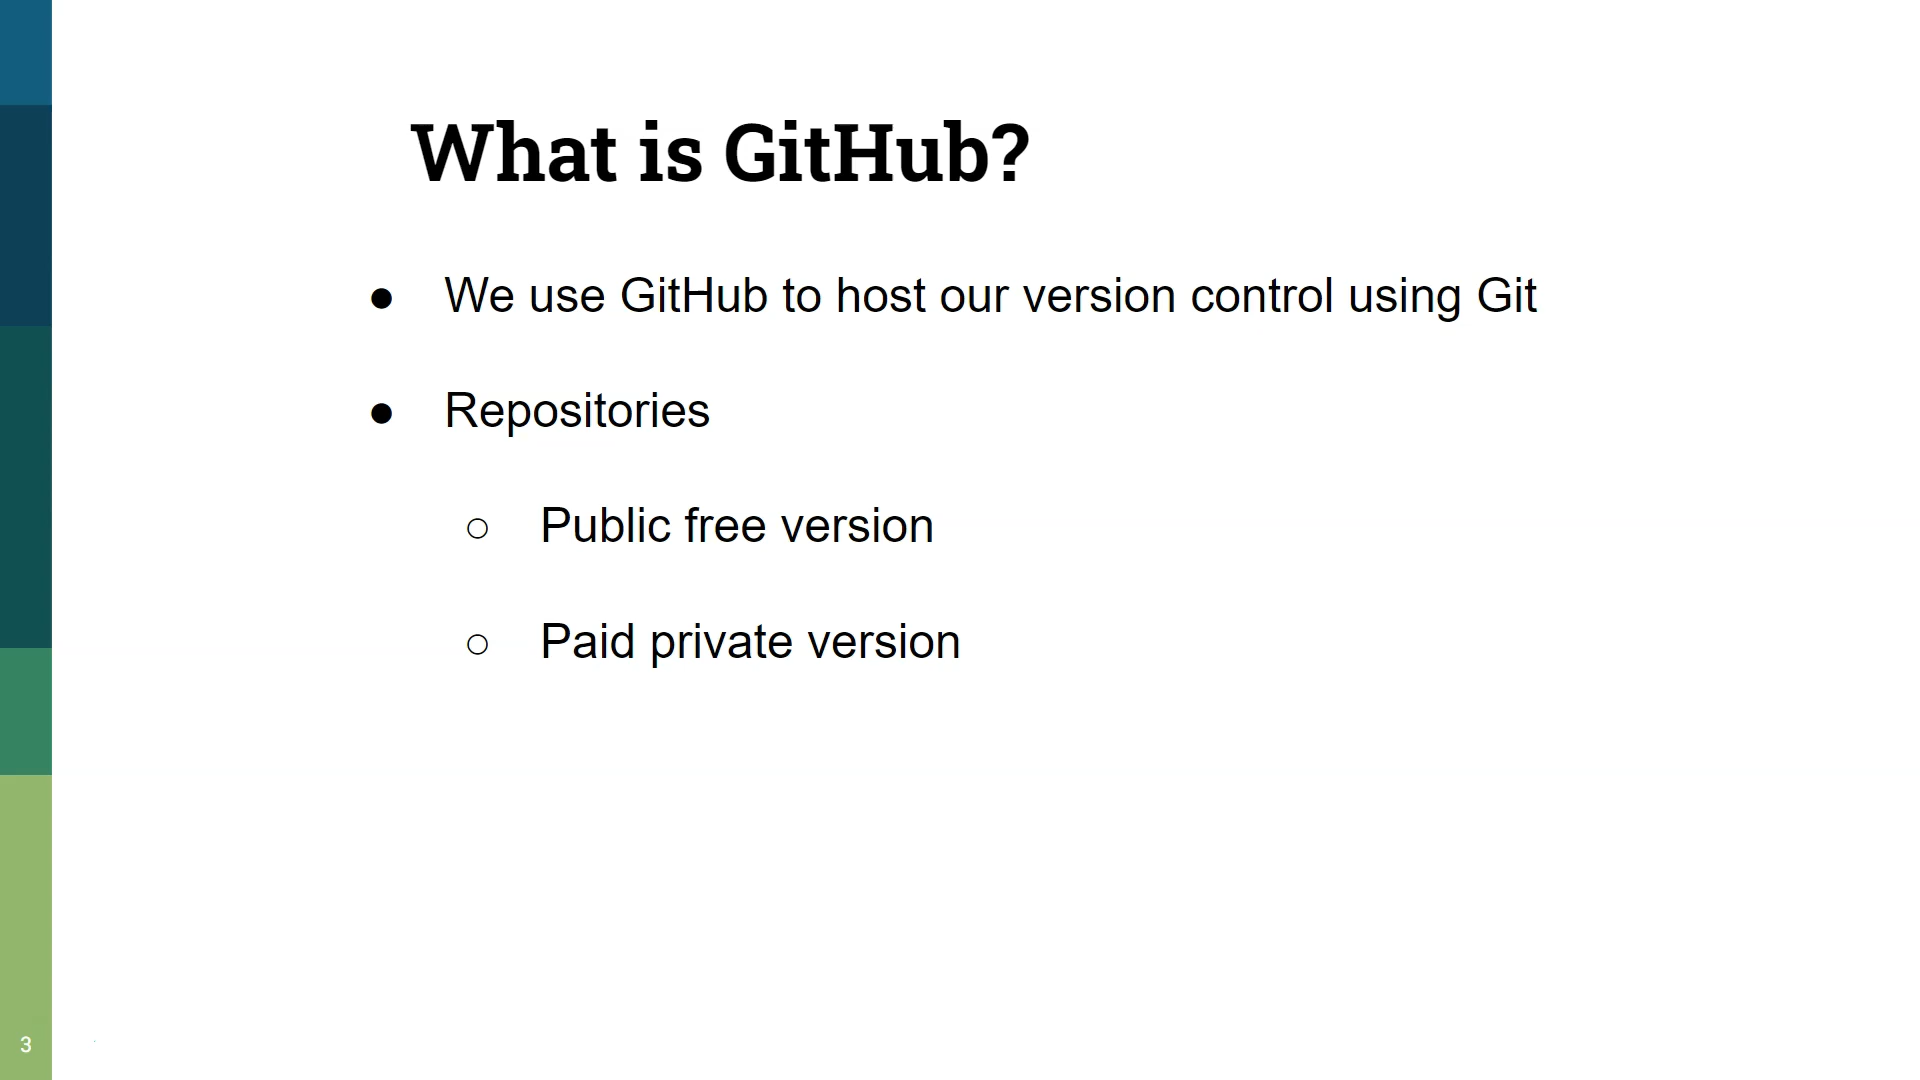 What is GitHub?
● We use GitHub to host our version control using Git
● Repositories
○ Public free version
○ Paid private version
3